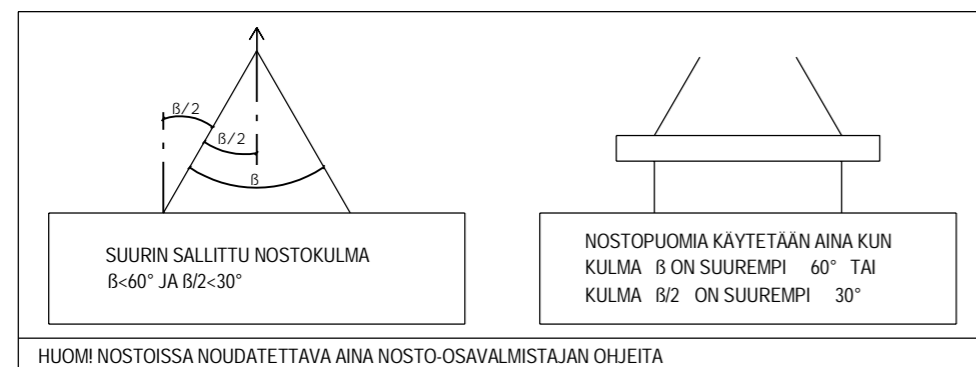 ß/2
ß/2
ß
SUURIN SALLITTU NOSTOKULMA
ß<60° JA ß/2<30°
NOSTOPUOMIA KÄYTETÄÄN AINA KUN
KULMA ß ON SUUREMPI 60° TAI
KULMA ß/2 ON SUUREMPI 30°
HUOM! NOSTOISSA NOUDATETTAVA AINA NOSTO-OSAVALMISTAJAN OHJEITA